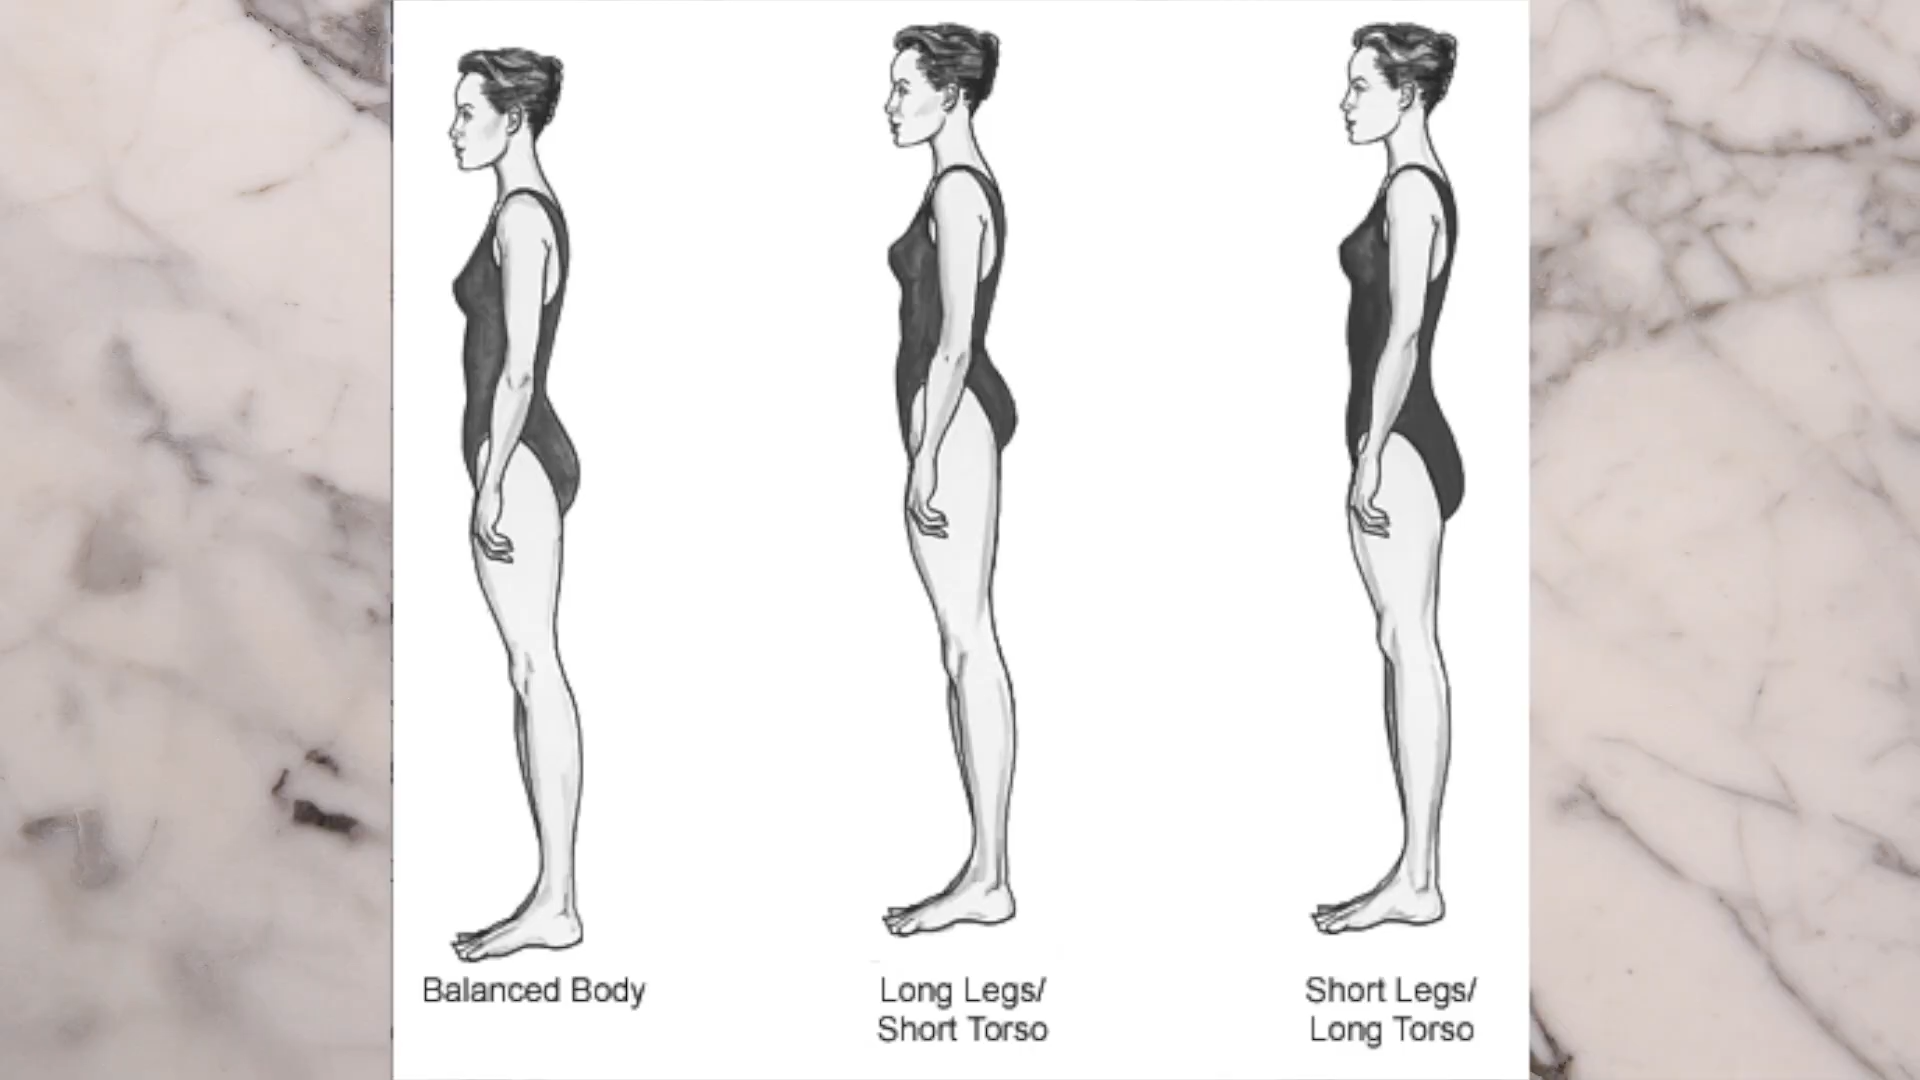 Balanced Body
Long Legs/
Short Torso
Short Legs/
Long Torso